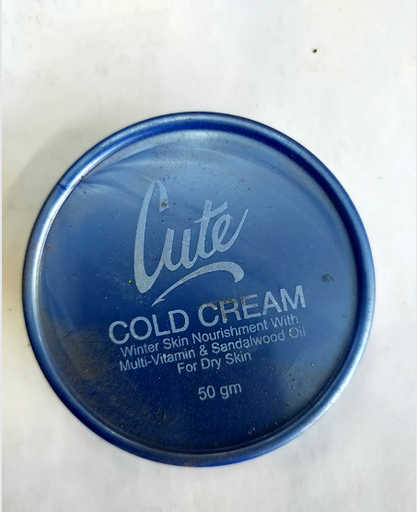 Cute
COLD CREAM
Winter Skin Nourishment With
Multi-Vitamin & Sandalwood Oil
For Dry Skin
50 gm